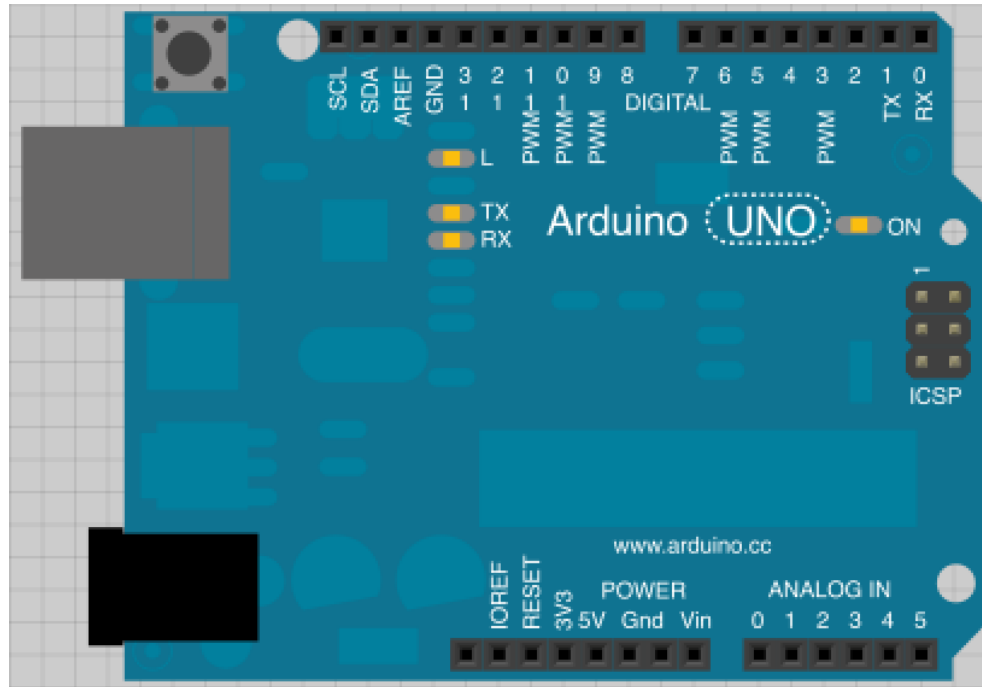 SCL SDA AREF GND 13 12 11 10 9 8 7 6 5 4 3 2 1 0
PWM PWM PWM DIGITAL PWM PWM PWM TX RX
L
TX
RX
Arduino UNO ON
1
ICSP
www.arduino.cc
POWER ANALOG IN
IOREF RESET 3V3 5V Gnd Vin 0 1 2 3 4 5